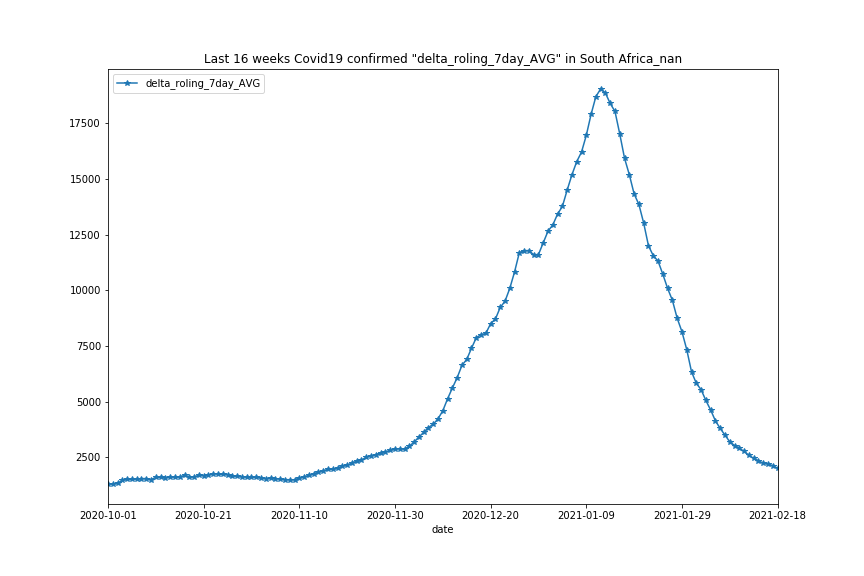 Last 16 weeks Covid19 confirmed "delta_roling_7day_AVG" in South Africa_nan
delta_roling_7day_AVG
17500
15000
12500
10000
7500
5000
2500
2020-10-01 2020-10-21 2020-11-10 2020-11-30 2020-12-20 2021-01-09 2021-01-29 2021-02-18
date